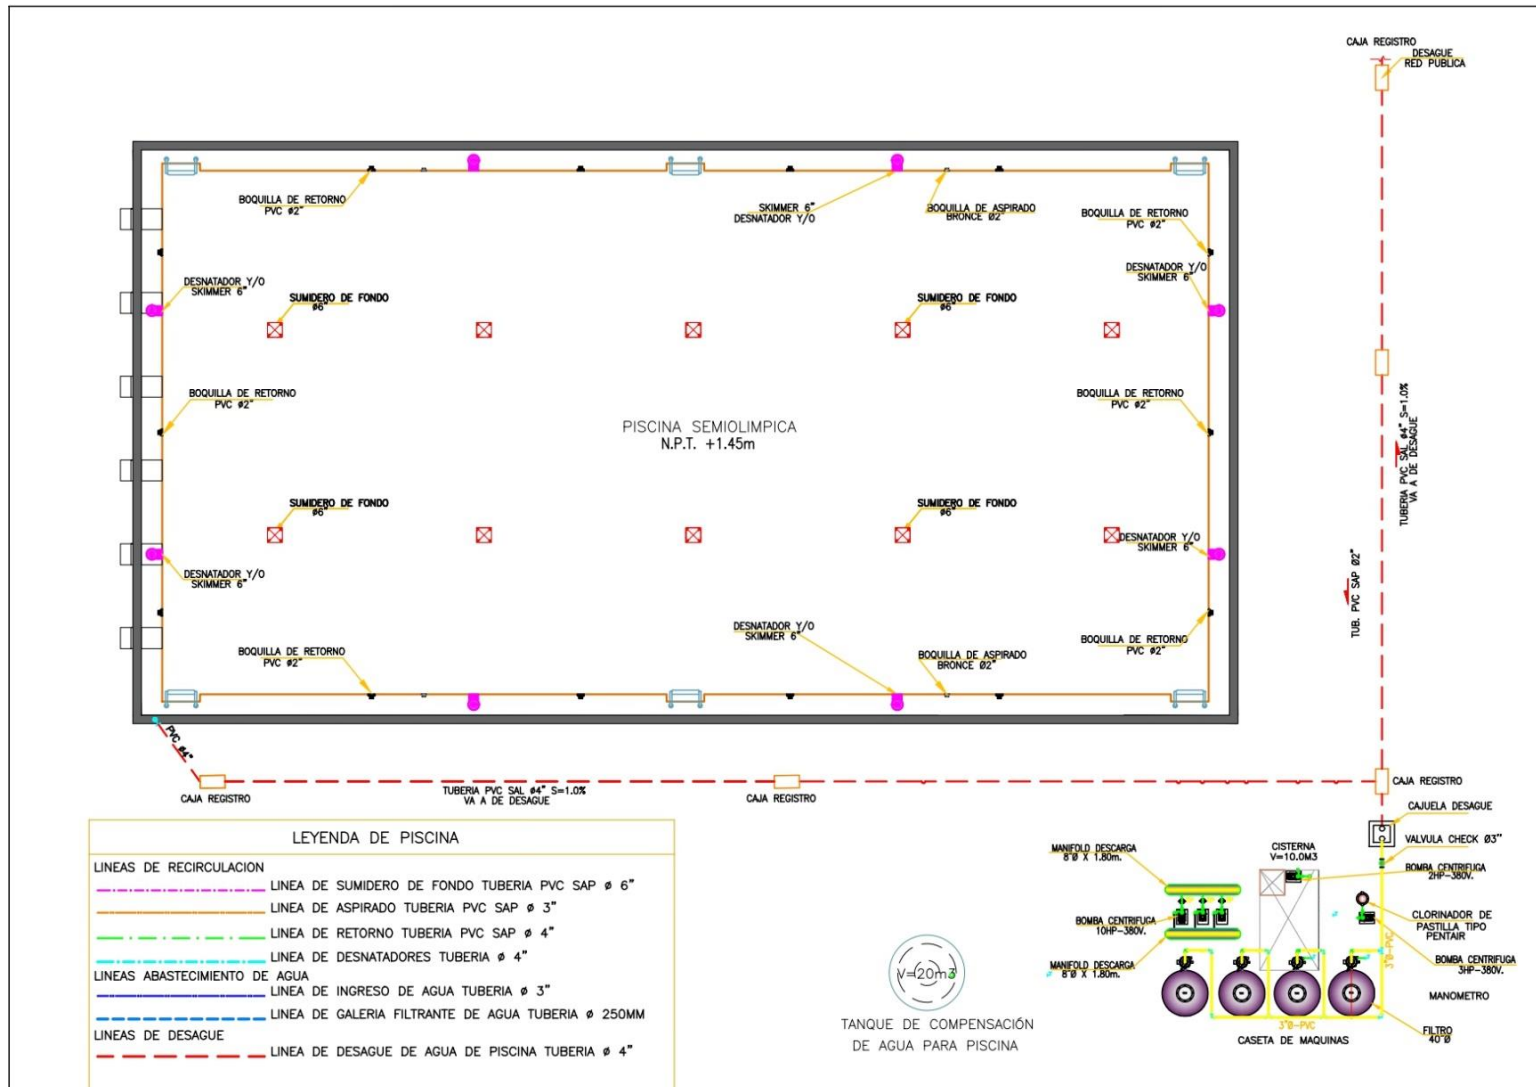 CAJA REGISTRO
DESAGUE
RED PUBLICA
BOQUILLA DE RETORNO
PVC ø2"
SKIMMER 6"
DESNATADOR Y/O
BOQUILLA DE ASPIRADO
BRONCE Ø2"
BOQUILLA DE RETORNO
PVC ø2"
DESNATADOR Y/O
SKIMMER 6"
DESNATADOR Y/O
SKIMMER 6"
SUMIDERO DE FONDO
ø6"
SUMIDERO DE FONDO
ø6"
BOQUILLA DE RETORNO
PVC ø2"
BOQUILLA DE RETORNO
PVC ø2"
PISCINA SEMIOLIMPICA
N.P.T. +1.45m
TUBERIA PVC SAL ø4" S=1.0%
VA A DE DESAGUE
SUMIDERO DE FONDO
ø6"
SUMIDERO DE FONDO
ø6"
DESNATADOR Y/O
SKIMMER 6"
DESNATADOR Y/O
SKIMMER 6"
TUB. PVC SAP Ø2"
DESNATADOR Y/O
SKIMMER 6"
BOQUILLA DE RETORNO
PVC ø2"
BOQUILLA DE RETORNO
PVC ø2"
BOQUILLA DE ASPIRADO
BRONCE Ø2"
PVC ø4"
CAJA REGISTRO
TUBERIA PVC SAL ø4" S=1.0%
VA A DE DESAGUE
CAJA REGISTRO
CAJA REGISTRO
LEYENDA DE PISCINA
LINEAS DE RECIRCULACION
LINEA DE SUMIDERO DE FONDO TUBERIA PVC SAP ø 6"
LINEA DE ASPIRADO TUBERIA PVC SAP ø 3"
LINEA DE RETORNO TUBERIA PVC SAP ø 4"
LINEA DE DESNATADORES TUBERIA ø 4"
LINEAS ABASTECIMIENTO DE AGUA
LINEA DE INGRESO DE AGUA TUBERIA ø 3"
LINEA DE GALERIA FILTRANTE DE AGUA TUBERIA ø 250MM
LINEAS DE DESAGUE
LINEA DE DESAGUE DE AGUA DE PISCINA TUBERIA ø 4"
V=20m3
TANQUE DE COMPENSACIÓN
DE AGUA PARA PISCINA
CAJUELA DESAGUE
VALVULA CHECK Ø3"
MANIFOLD DESCARGA
8"Ø X 1.80m.
CISTERNA
V=10.0M3
BOMBA CENTRIFUGA
2HP-380V.
BOMBA CENTRIFUGA
10HP-380V.
CLORINADOR DE
PASTILLA TIPO
PENTAIR
MANIFOLD DESCARGA
8"Ø X 1.80m.
3"Ø-PVC
BOMBA CENTRIFUGA
3HP-380V.
MANOMETRO
3"Ø-PVC
FILTRO
40"Ø
CASETA DE MAQUINAS